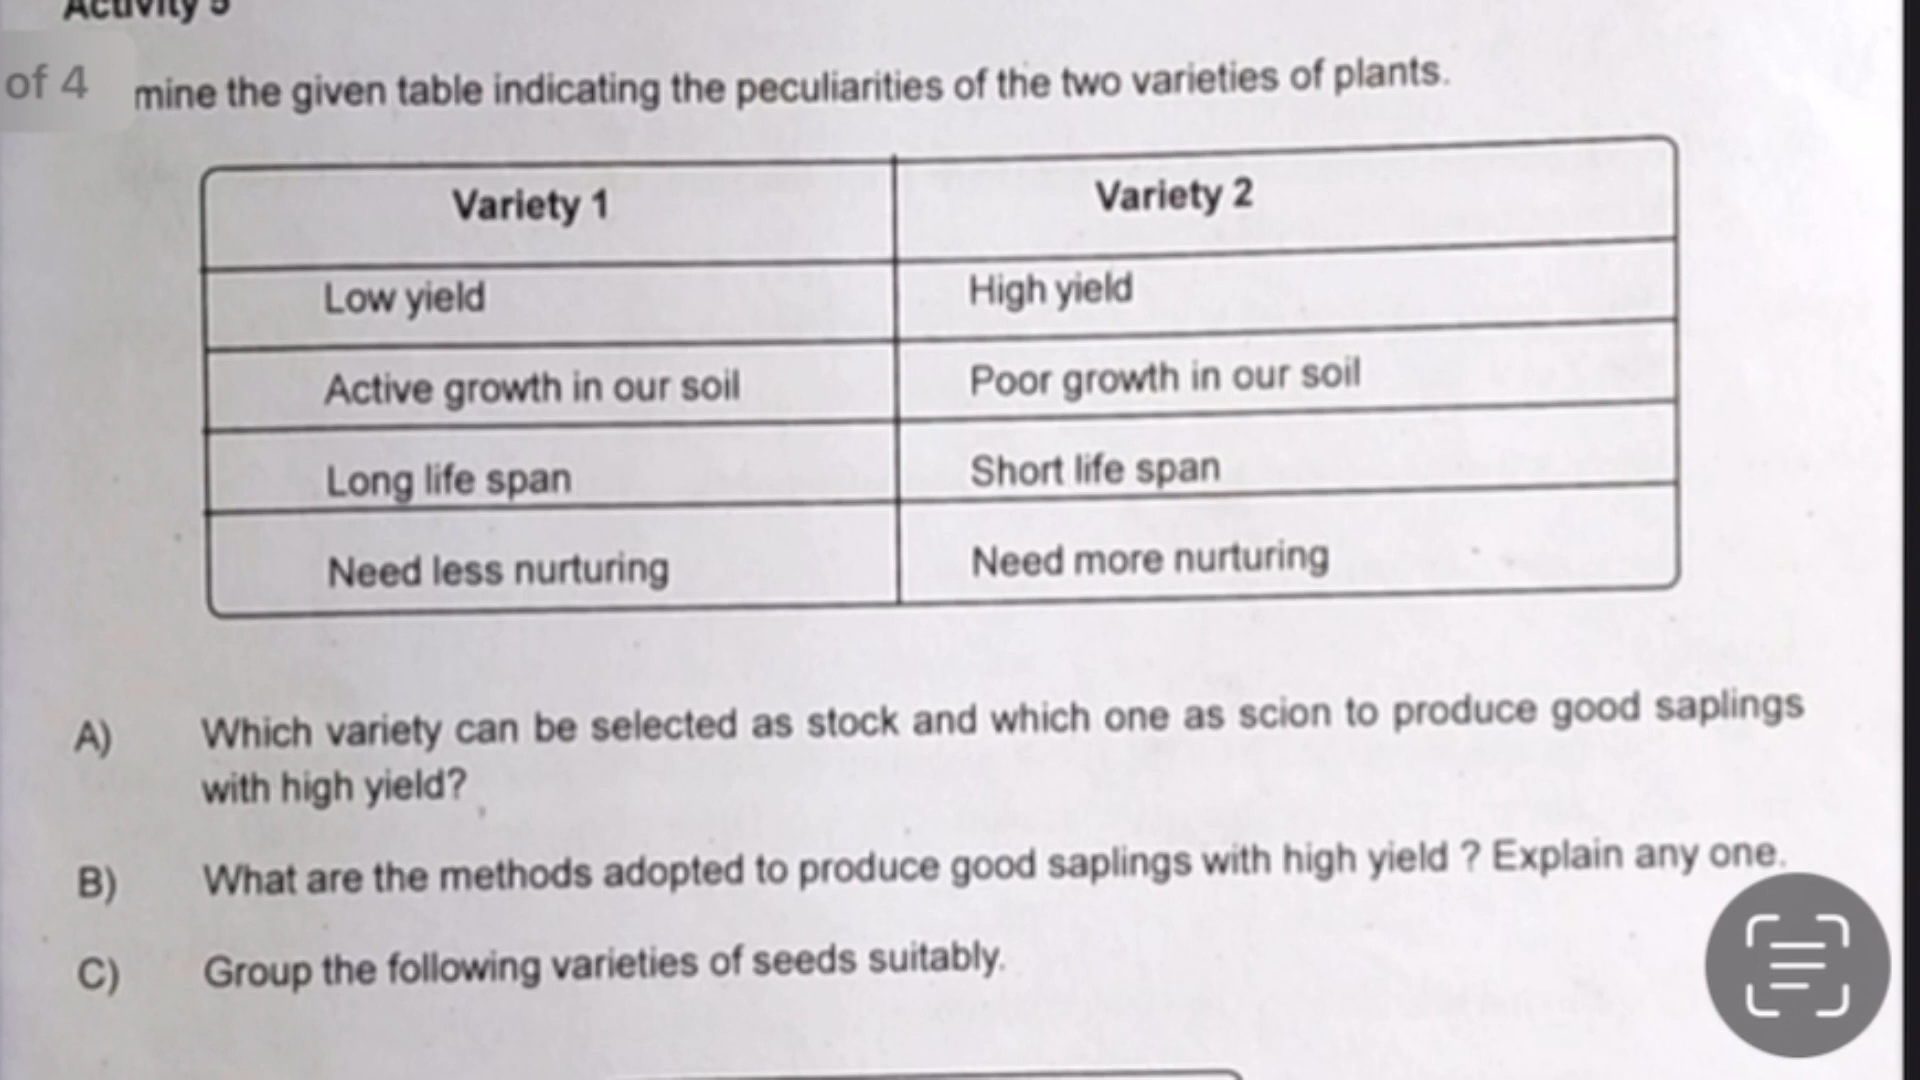 Activity 5
of 4
mine the given table indicating the peculiarities of the two varieties of plants.
Variety 1 Variety 2
Low yield High yield
Active growth in our soil Poor growth in our soil
Long life span Short life span
Need less nurturing Need more nurturing
A) Which variety can be selected as stock and which one as scion to produce good saplings
with high yield?
B) What are the methods adopted to produce good saplings with high yield ? Explain any one.
C) Group the following varieties of seeds suitably.